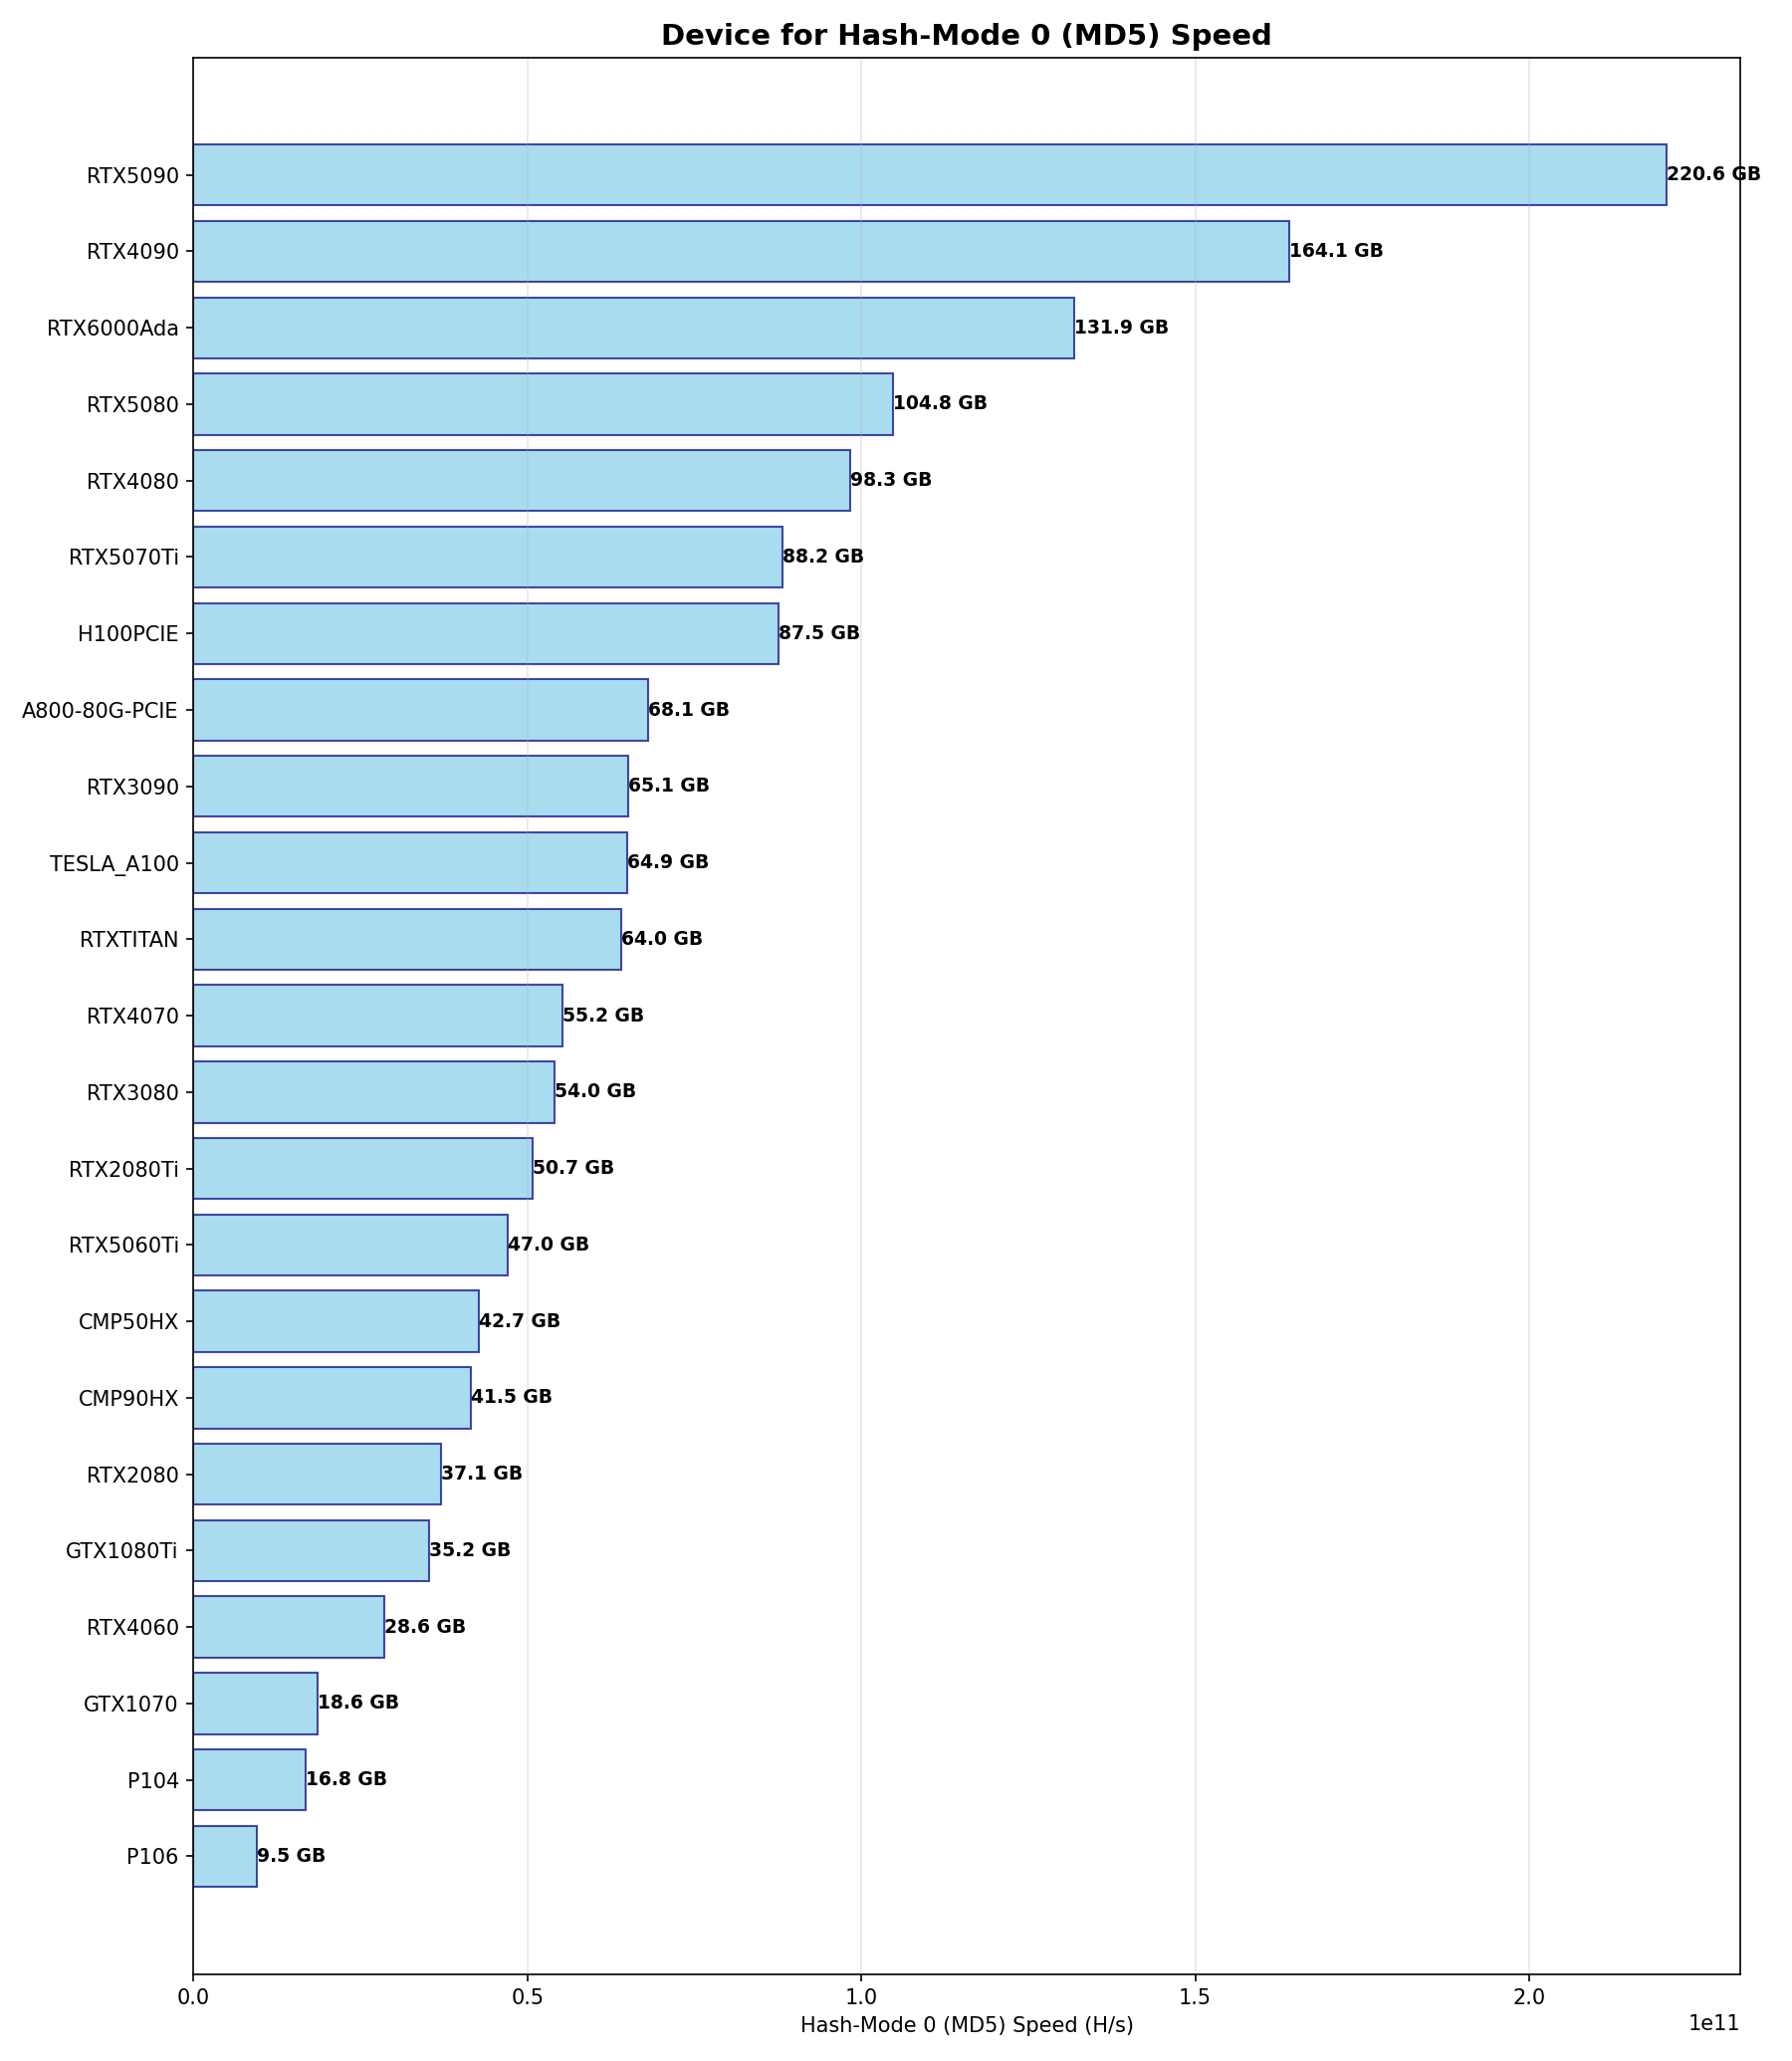 Device for Hash-Mode 0 (MD5) Speed
RTX5090 220.6 GB
RTX4090 164.1 GB
RTX6000Ada 131.9 GB
RTX5080 104.8 GB
RTX4080 98.3 GB
RTX5070Ti 88.2 GB
H100PCIE 87.5 GB
A800-80G-PCIE 68.1 GB
RTX3090 65.1 GB
TESLA_A100 64.9 GB
RTXTITAN 64.0 GB
RTX4070 55.2 GB
RTX3080 54.0 GB
RTX2080Ti 50.7 GB
RTX5060Ti 47.0 GB
CMP50HX 42.7 GB
CMP90HX 41.5 GB
RTX2080 37.1 GB
GTX1080Ti 35.2 GB
RTX4060 28.6 GB
GTX1070 18.6 GB
P104 16.8 GB
P106 9.5 GB
0.0 0.5 1.0 1.5 2.0
1e11
Hash-Mode 0 (MD5) Speed (H/s)